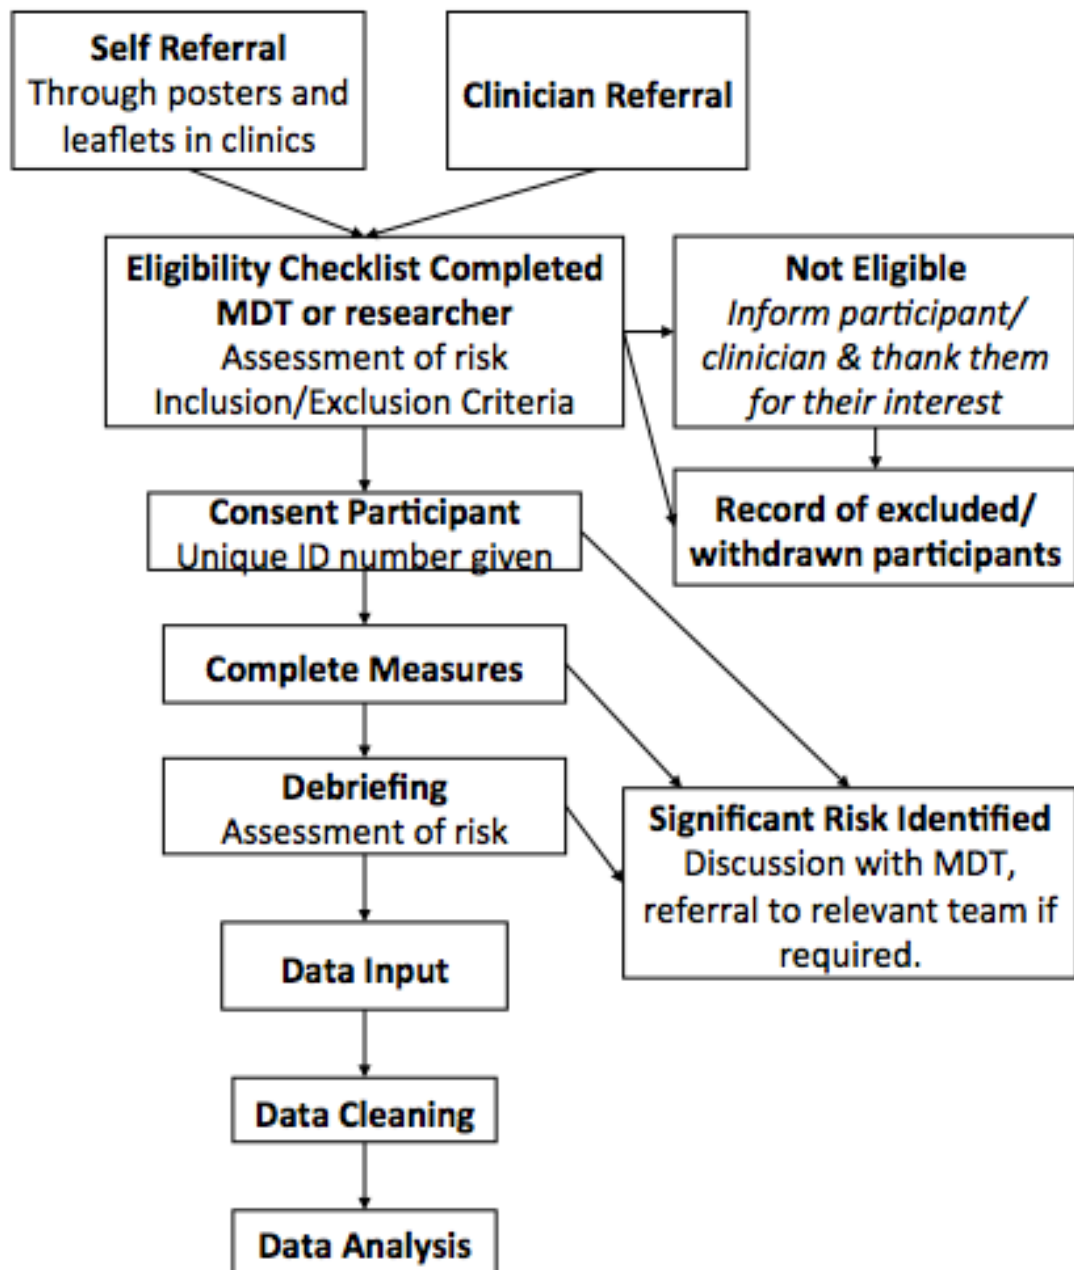 Self Referral
Through posters and
leaflets in clinics
Clinician Referral
Eligibility Checklist Completed
MDT or researcher
Assessment of risk
Inclusion/Exclusion Criteria
Not Eligible
Inform participant/
clinician & thank them
for their interest
Record of excluded/
withdrawn participants
Consent Participant
Unique ID number given
Complete Measures
Debriefing
Assessment of risk
Significant Risk Identified
Discussion with MDT,
referral to relevant team if
required.
Data Input
Data Cleaning
Data Analysis